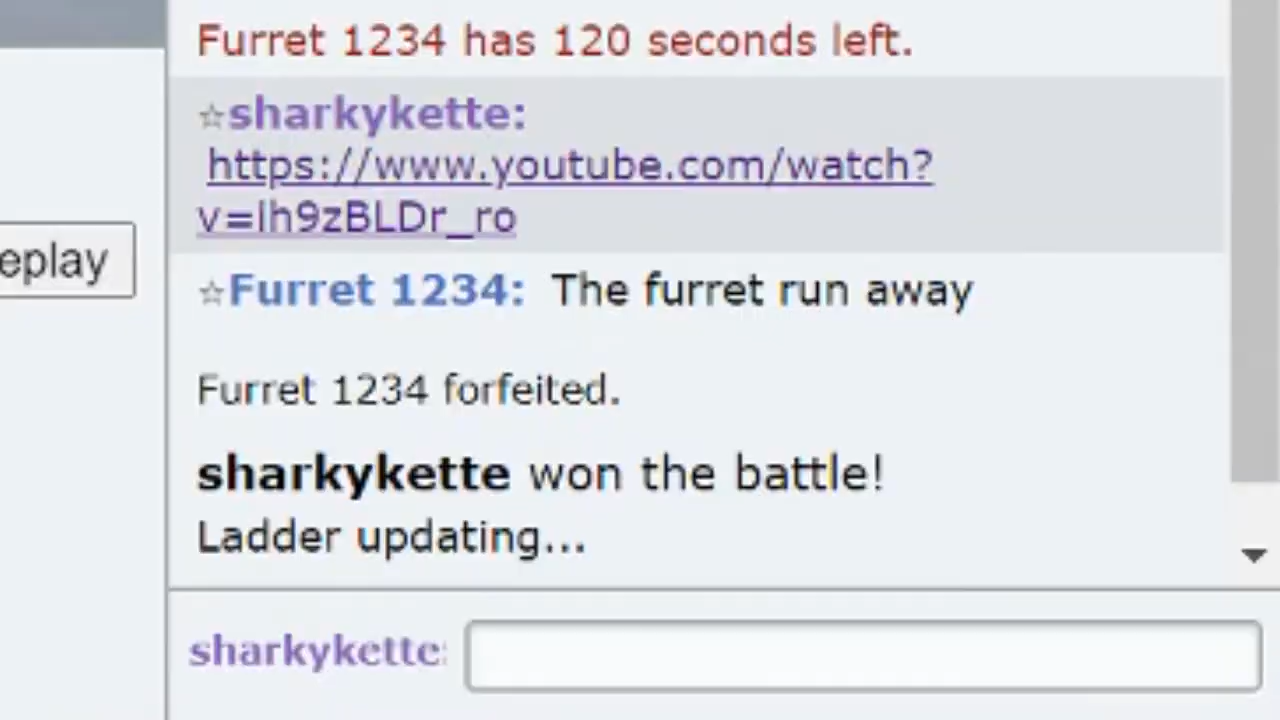 Furret 1234 has 120 seconds left.
☆sharkykette:
https://www.youtube.com/watch?
v=lh9zBLDr_ro
eplay
☆Furret 1234: The furret run away
Furret 1234 forfeited.
sharkykette won the battle!
Ladder updating...
sharkykette: